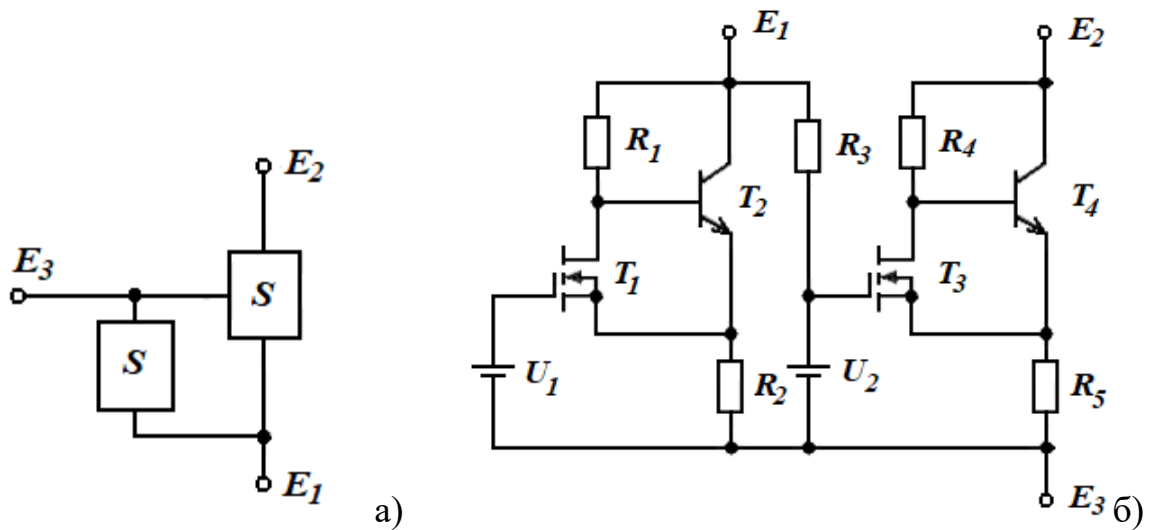 E₁
E₂
R₁
R₃
R₄
T₂
T₄
E₂
E₃
T₁
T₃
S
S
U₁
R₂
U₂
R₅
E₁
E₃
а)
б)